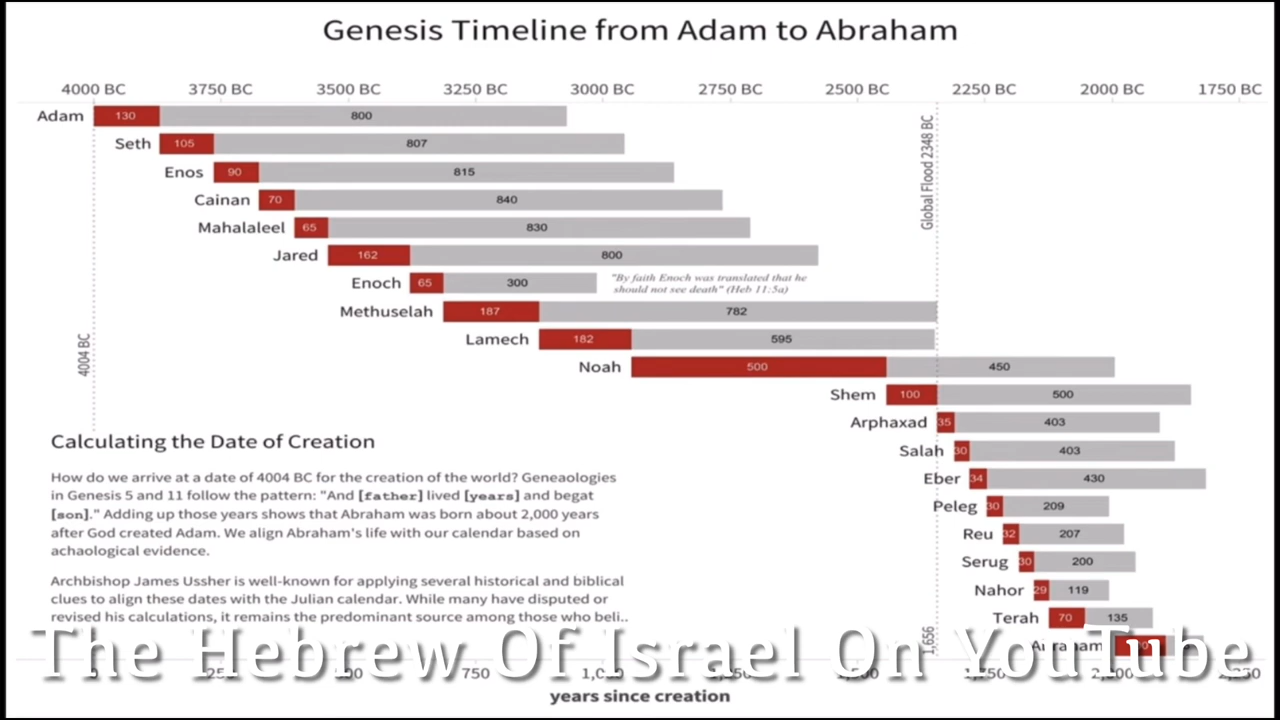 Genesis Timeline from Adam to Abraham
4000 BC 3750 BC 3500 BC 3250 BC 3000 BC 2750 BC 2500 BC 2250 BC 2000 BC 1750 BC
Adam 130 800
Seth 105 807
Enos 90 815
Cainan 70 840
Mahalaleel 65 830
Jared 162 800
Enoch 65 300
"By faith Enoch was translated that he
should not see death" (Heb 11:5a)
Methuselah 187 782
Lamech 182 595
Noah 500 450
Shem 100 500
Arphaxad 35 403
Salah 30 403
Eber 34 430
Peleg 30 209
Reu 32 207
Serug 30 200
Nahor 29 119
Terah 70 135
Global Flood 2348 BC
4004 BC
1,656
Calculating the Date of Creation
How do we arrive at a date of 4004 BC for the creation of the world? Geneaologies
in Genesis 5 and 11 follow the pattern: "And [father] lived [years] and begat
[son]." Adding up those years shows that Abraham was born about 2,000 years
after God created Adam. We align Abraham's life with our calendar based on
achaological evidence.
Archbishop James Ussher is well-known for applying several historical and biblical
clues to align these dates with the Julian calendar. While many have disputed or
revised his calculations, it remains the predominant source among those who beli..
The Hebrew Of Israel On YouTube
0 750
years since creation